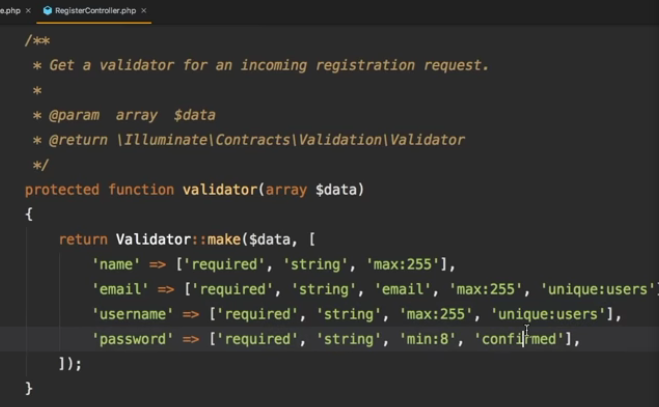 e.php × RegisterController.php ×
/**
 * Get a validator for an incoming registration request.
 *
 * @param  array  $data
 * @return \Illuminate\Contracts\Validation\Validator
 */
protected function validator(array $data)
{
    return Validator::make($data, [
        'name' => ['required', 'string', 'max:255'],
        'email' => ['required', 'string', 'email', 'max:255', 'unique:users']
        'username' => ['required', 'string', 'max:255', 'unique:users'],
        'password' => ['required', 'string', 'min:8', 'confirmed'],
    ]);
}